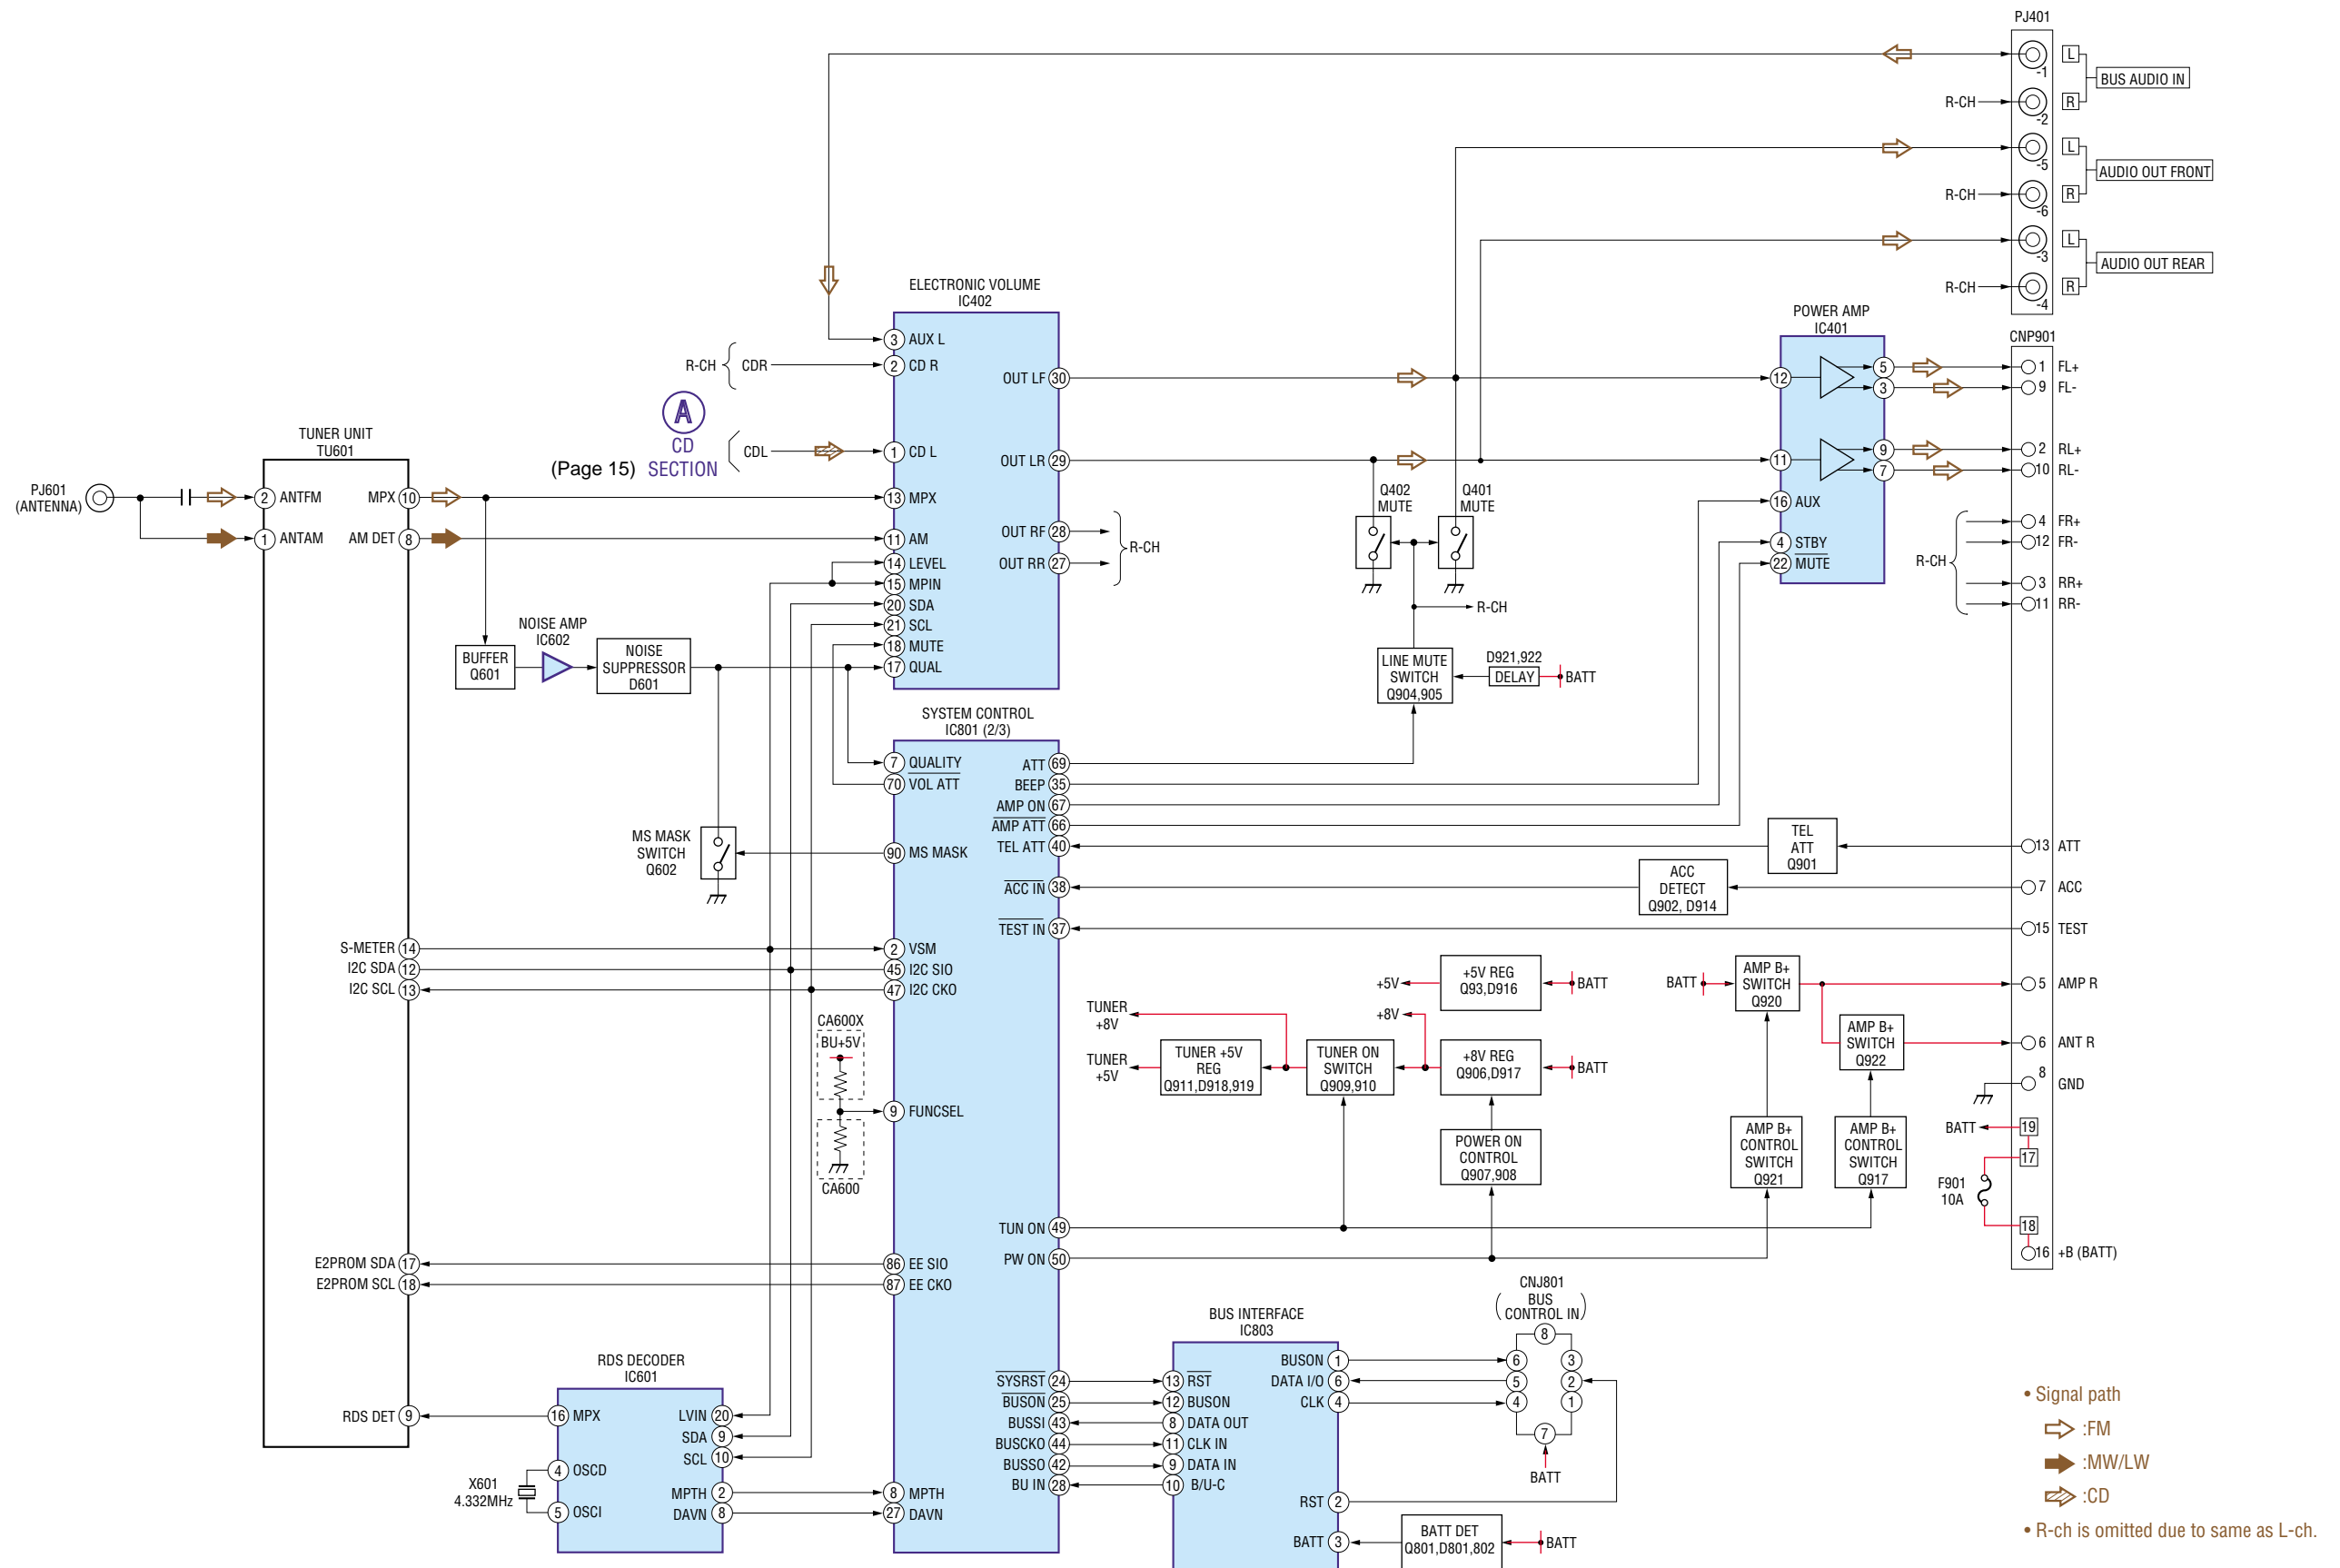 PJ401
-1
L
BUS AUDIO IN
R-CH
-2
R
-5
L
AUDIO OUT FRONT
R-CH
-6
R
-3
L
AUDIO OUT REAR
R-CH
-4
R
ELECTRONIC VOLUME
IC402
3 AUX L
R-CH CDR 2 CD R
A
CD
SECTION
(Page 15)
CDL 1 CD L
13 MPX
11 AM
14 LEVEL
15 MPIN
20 SDA
21 SCL
18 MUTE
17 QUAL
OUT LF 30
OUT LR 29
OUT RF 28
OUT RR 27
R-CH
POWER AMP
IC401
12
11
16 AUX
4 STBY
22 MUTE
5
3
9
7
CNP901
1 FL+
9 FL-
2 RL+
10 RL-
R-CH
4 FR+
12 FR-
3 RR+
11 RR-
13 ATT
7 ACC
15 TEST
5 AMP R
6 ANT R
8 GND
BATT 19
17
F901
10A
18
16 +B (BATT)
TUNER UNIT
TU601
PJ601
(ANTENNA)
2 ANTFM
1 ANTAM
MPX 10
AM DET 8
S-METER 14
I2C SDA 12
I2C SCL 13
E2PROM SDA 17
E2PROM SCL 18
RDS DET 9
BUFFER
Q601
NOISE AMP
IC602
NOISE
SUPPRESSOR
D601
Q402
MUTE
Q401
MUTE
R-CH
LINE MUTE
SWITCH
Q904,905
D921,922
DELAY
BATT
SYSTEM CONTROL
IC801 (2/3)
7 QUALITY
70 VOL ATT
90 MS MASK
2 VSM
45 I2C SIO
47 I2C CKO
9 FUNCSEL
86 EE SIO
87 EE CKO
8 MPTH
27 DAVN
ATT 69
BEEP 35
AMP ON 67
AMP ATT 66
TEL ATT 40
ACC IN 38
TEST IN 37
TUN ON 49
PW ON 50
SYSRST 24
BUSON 25
BUSSI 43
BUSCKO 44
BUSSO 42
BU IN 28
MS MASK
SWITCH
Q602
CA600X
BU+5V
CA600
TEL
ATT
Q901
ACC
DETECT
Q902, D914
+5V
+5V REG
Q93,D916
BATT
TUNER
+8V
+8V
TUNER
+5V
TUNER +5V
REG
Q911,D918,919
TUNER ON
SWITCH
Q909,910
+8V REG
Q906,D917
BATT
POWER ON
CONTROL
Q907,908
BATT
AMP B+
SWITCH
Q920
AMP B+
SWITCH
Q922
AMP B+
CONTROL
SWITCH
Q921
AMP B+
CONTROL
SWITCH
Q917
RDS DECODER
IC601
16 MPX
4 OSCD
5 OSCI
X601
4.332MHz
LVIN 20
SDA 9
SCL 10
MPTH 2
DAVN 8
BUS INTERFACE
IC803
13 RST
12 BUSON
8 DATA OUT
11 CLK IN
9 DATA IN
10 B/U-C
BUSON 1
DATA I/O 6
CLK 4
RST 2
BATT 3
CNJ801
BUS
CONTROL IN
8
6 3
5 2
4 1
7
BATT
BATT DET
Q801,D801,802
BATT
• Signal path
:FM
:MW/LW
:CD
• R-ch is omitted due to same as L-ch.